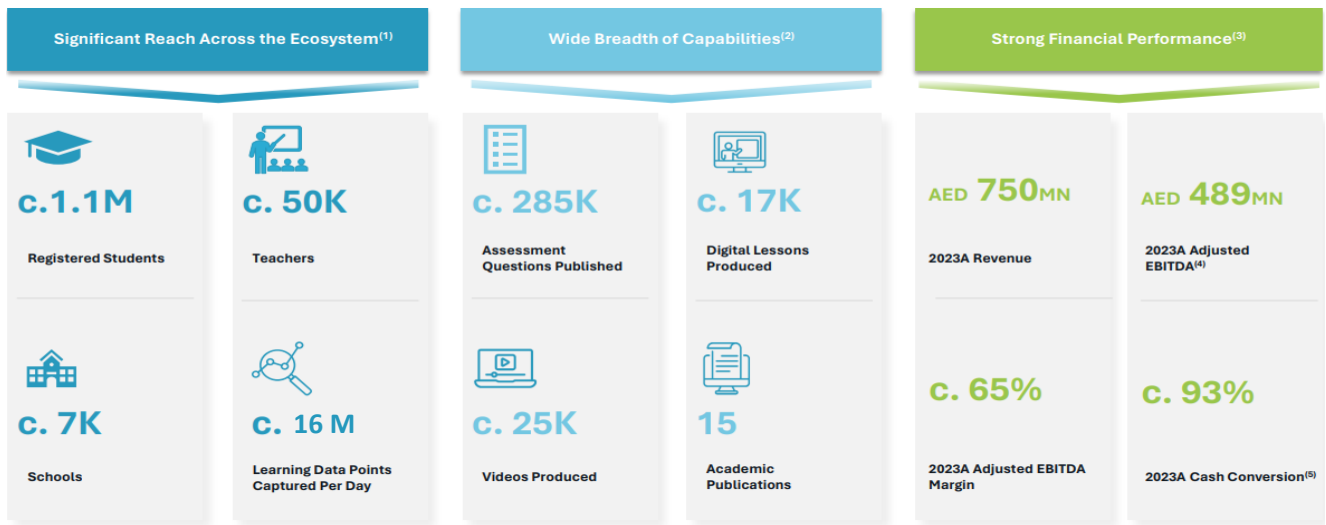 Significant Reach Across the Ecosystem(1)
Wide Breadth of Capabilities(2)
Strong Financial Performance(3)
c.1.1M
Registered Students
c. 50K
Teachers
c. 285K
Assessment
Questions Published
c. 17K
Digital Lessons
Produced
AED 750MN
2023A Revenue
AED 489MN
2023A Adjusted
EBITDA(4)
c. 7K
Schools
c. 16 M
Learning Data Points
Captured Per Day
c. 25K
Videos Produced
15
Academic
Publications
c. 65%
2023A Adjusted EBITDA
Margin
c. 93%
2023A Cash Conversion(5)